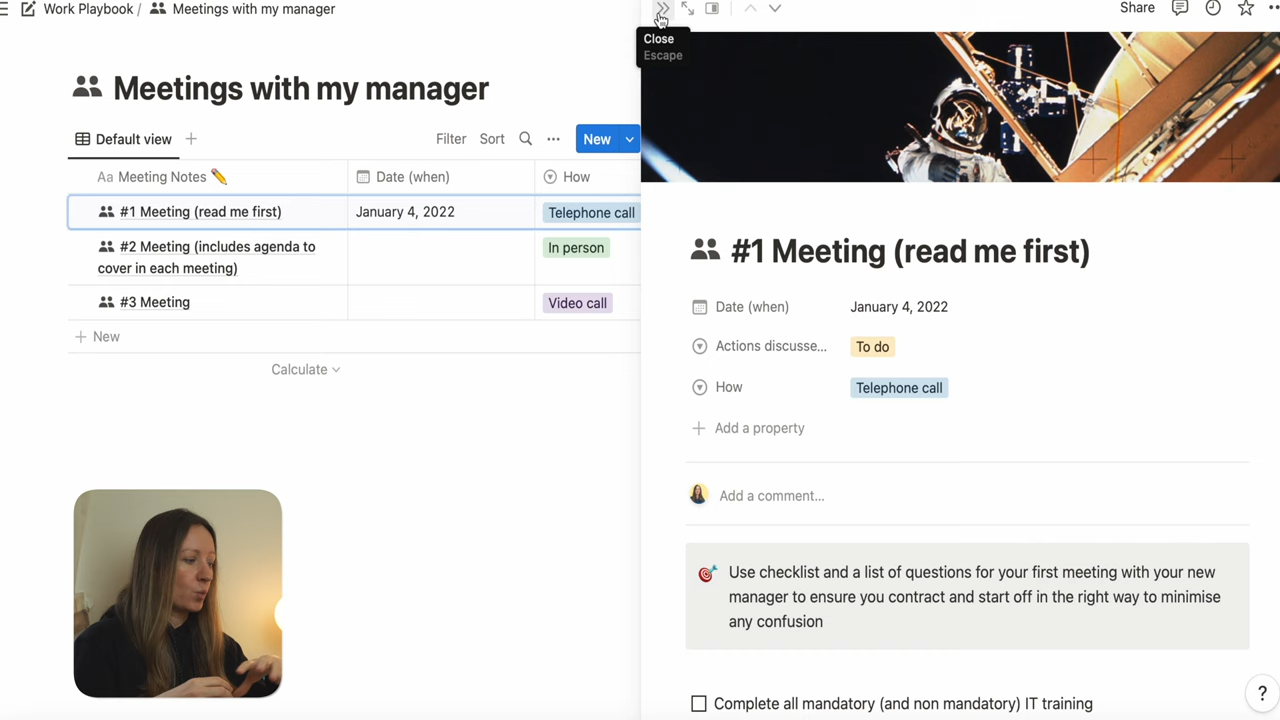 Work Playbook / Meetings with my manager
Meetings with my manager
Default view
Filter Sort New
Aa Meeting Notes ✏️ Date (when) How
#1 Meeting (read me first) January 4, 2022 Telephone call
#2 Meeting (includes agenda to
cover in each meeting) In person
#3 Meeting Video call
+ New
Calculate
Share
Close
Escape
#1 Meeting (read me first)
Date (when) January 4, 2022
Actions discusse... To do
How Telephone call
+ Add a property
Add a comment...
Use checklist and a list of questions for your first meeting with your new
manager to ensure you contract and start off in the right way to minimise
any confusion
Complete all mandatory (and non mandatory) IT training
?